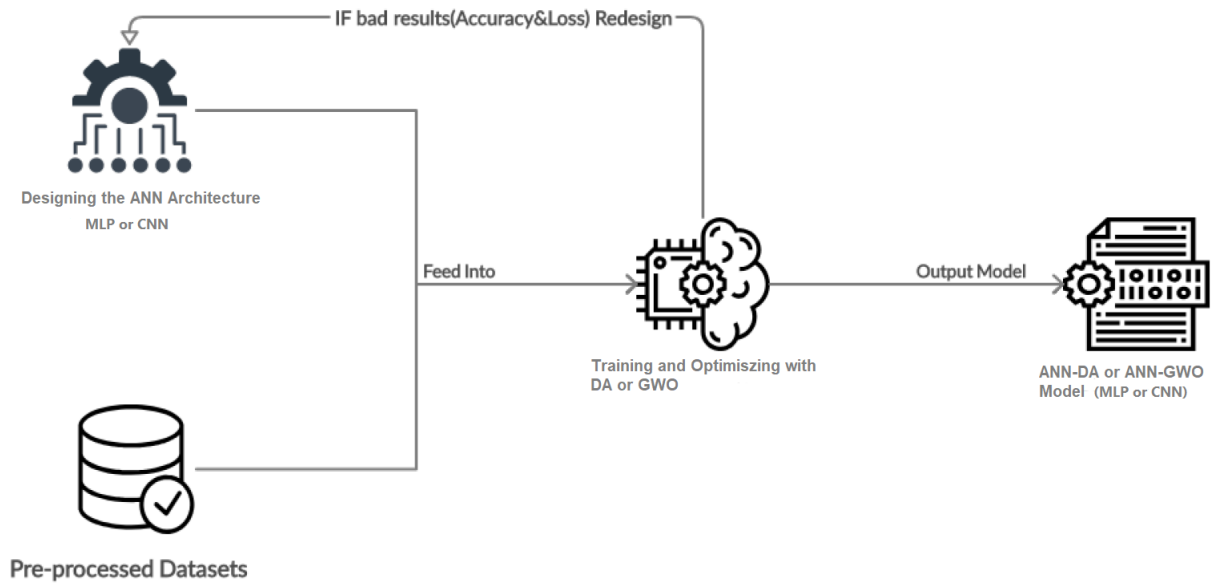 IF bad results(Accuracy&Loss) Redesign
Designing the ANN Architecture
MLP or CNN
Feed Into
Output Model
Training and Optimiszing with
DA or GWO
ANN-DA or ANN-GWO
Model (MLP or CNN)
Pre-processed Datasets